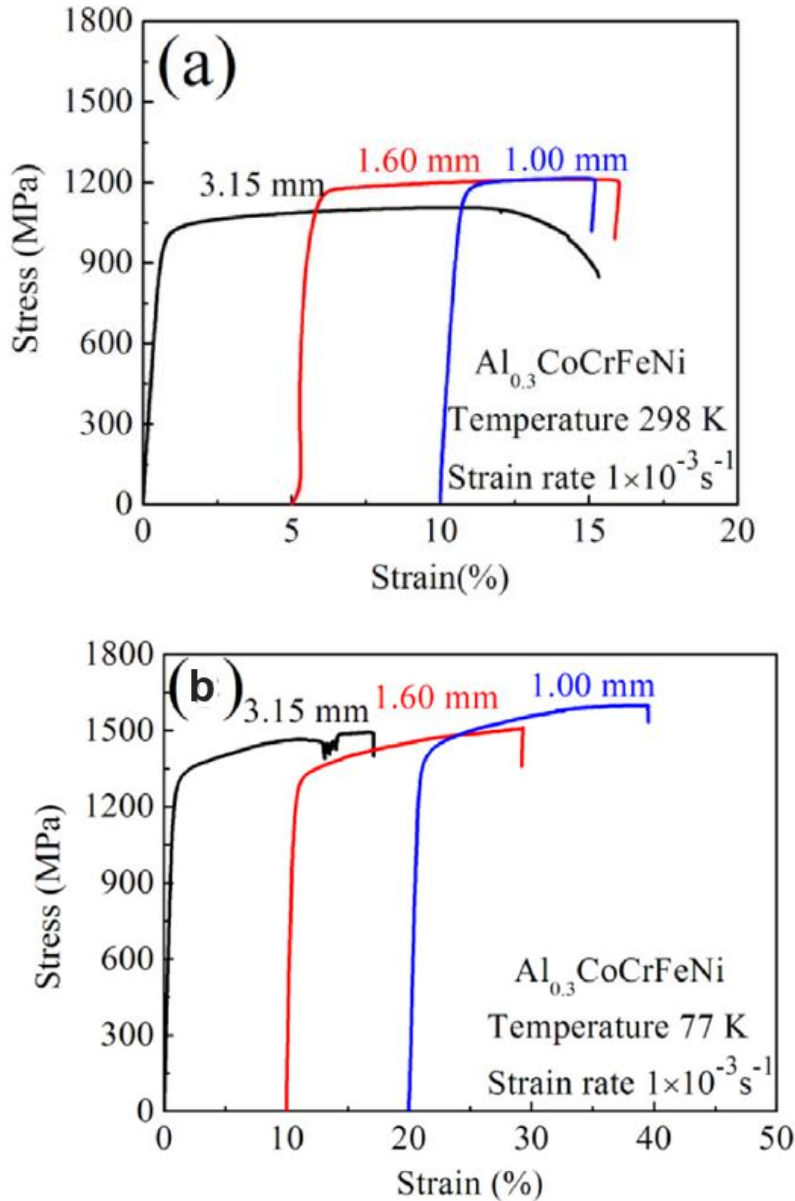 (a)
1800
1500
1200
900
600
300
0
Stress (MPa)
3.15 mm
1.60 mm
1.00 mm
Al0.3CoCrFeNi
Temperature 298 K
Strain rate 1×10⁻³s⁻¹
0 5 10 15 20
Strain(%)
(b)
1800
1500
1200
900
600
300
0
Stress (MPa)
3.15 mm
1.60 mm
1.00 mm
Al0.3CoCrFeNi
Temperature 77 K
Strain rate 1×10⁻³s⁻¹
0 10 20 30 40 50
Strain (%)